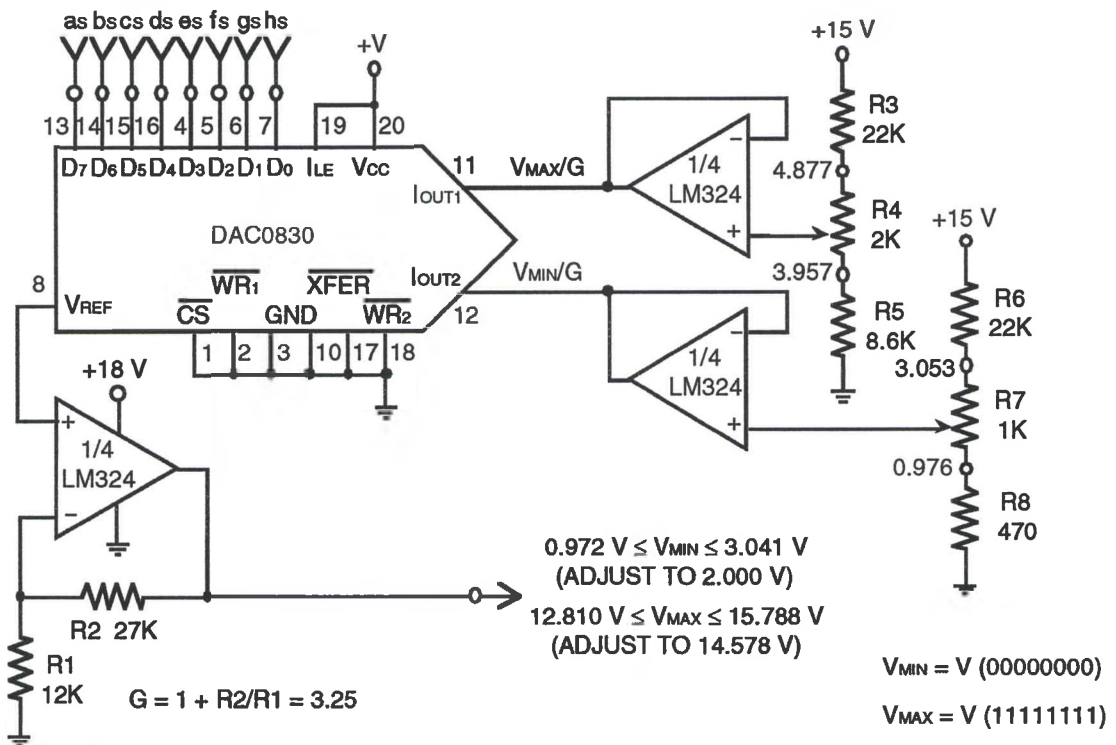 as bs cs ds es fs gs hs
+V
+15 V
13 14 15 16 4 5 6 7 19 20
D7 D6 D5 D4 D3 D2 D1 D0 ILE VCC
11
IOUT1
VMAX/G
1/4
LM324
−
+
R3
22K
4.877
R4
2K
3.957
R5
8.6K
DAC0830
8
VREF
WR1
XFER
IOUT2
CS
GND
WR2
12
1 2 3 10 17 18
VMIN/G
1/4
LM324
−
+
+15 V
R6
22K
3.053
R7
1K
0.976
R8
470
+18 V
+
1/4
LM324
−
R2 27K
R1
12K
G = 1 + R2/R1 = 3.25
0.972 V ≤ VMIN ≤ 3.041 V
(ADJUST TO 2.000 V)
12.810 V ≤ VMAX ≤ 15.788 V
(ADJUST TO 14.578 V)
VMIN = V (00000000)
VMAX = V (11111111)